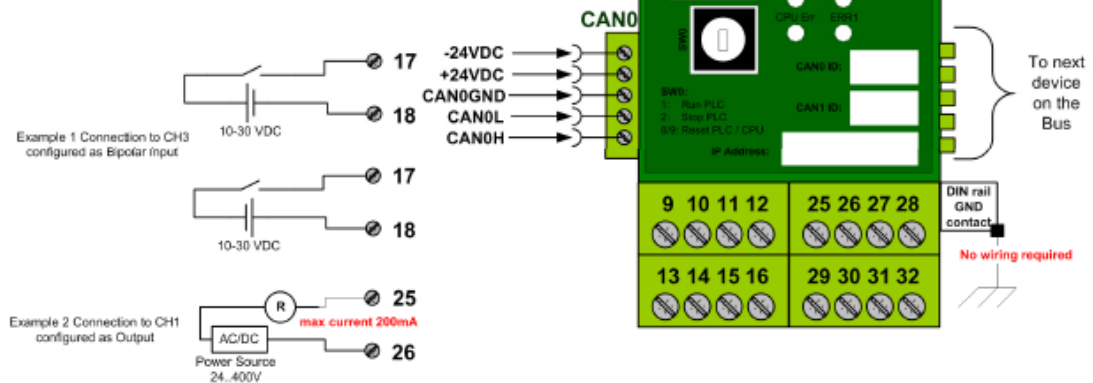 CAN0
-24VDC
+24VDC
CAN0GND
CAN0L
CAN0H
SW0
CPU Err ERR1
CAN0 ID:
CAN1 ID:
SW0:
1: Run PLC
2: Stop PLC
8/9: Reset PLC / CPU
IP Address:
To next
device
on the
Bus
17
18
10-30 VDC
Example 1 Connection to CH3
configured as Bipolar Input
17
18
10-30 VDC
Example 2 Connection to CH1
configured as Output
R
25
max current 200mA
AC/DC
26
Power Source
24..400V
9 10 11 12
25 26 27 28
13 14 15 16
29 30 31 32
DIN rail
GND
contact
No wiring required